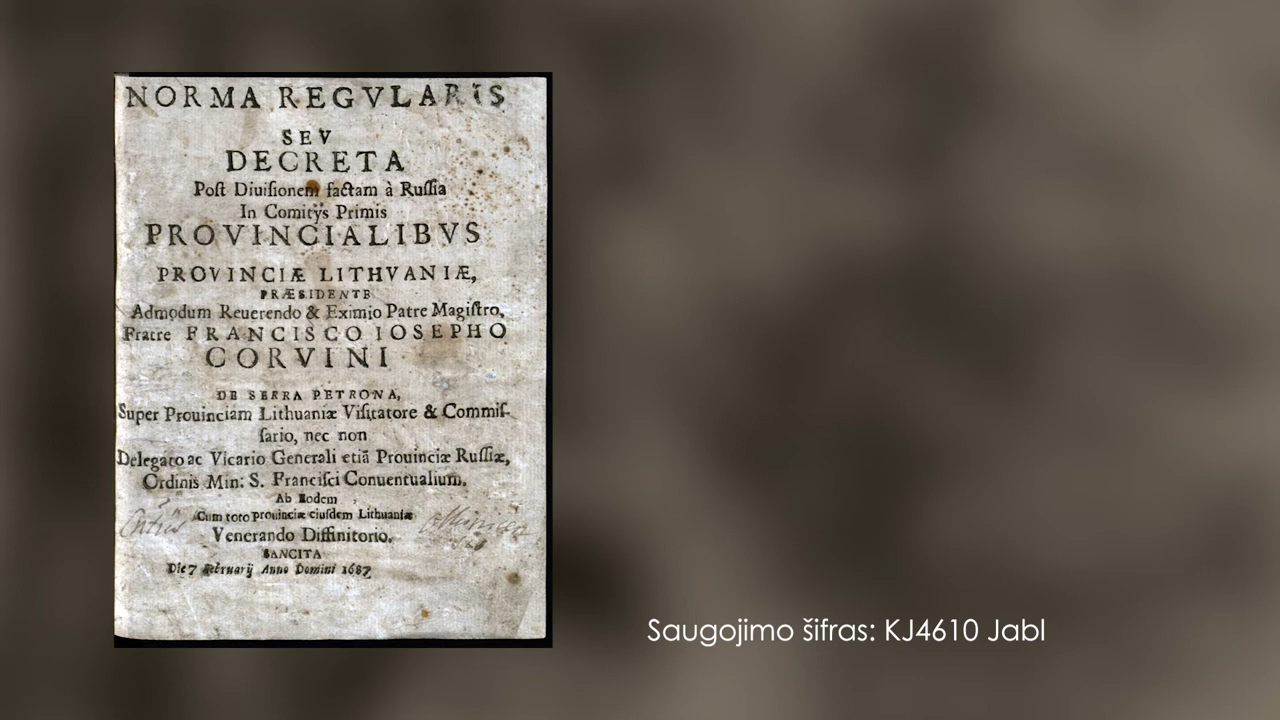 NORMA REGVLARIS
SEV
DECRETA
Post Diuisionem factam à Russia
In Comitÿs Primis
PROVINCIALIBVS
PROVINCIÆ LITHVANIÆ,
PRÆSIDENTE
Admodum Reuerendo & Eximio Patre Magistro,
Fratre FRANCISCO IOSEPHO
CORVINI
DE SERRA PETRONA,
Super Prouinciam Lithuaniæ Visitatore & Commis-
sario, nec non
Delegato ac Vicario Generali etiã Prouinciæ Russiæ,
Ordinis Min: S. Francisci Conuentualium.
Ab Eodem
Cum toto prouinciæ eiusdem Lithuaniæ
Venerando Diffinitorio.
SANCITA
Die 7 Februarij Anno Domini 1687
Saugojimo šifras: KJ4610 Jabl